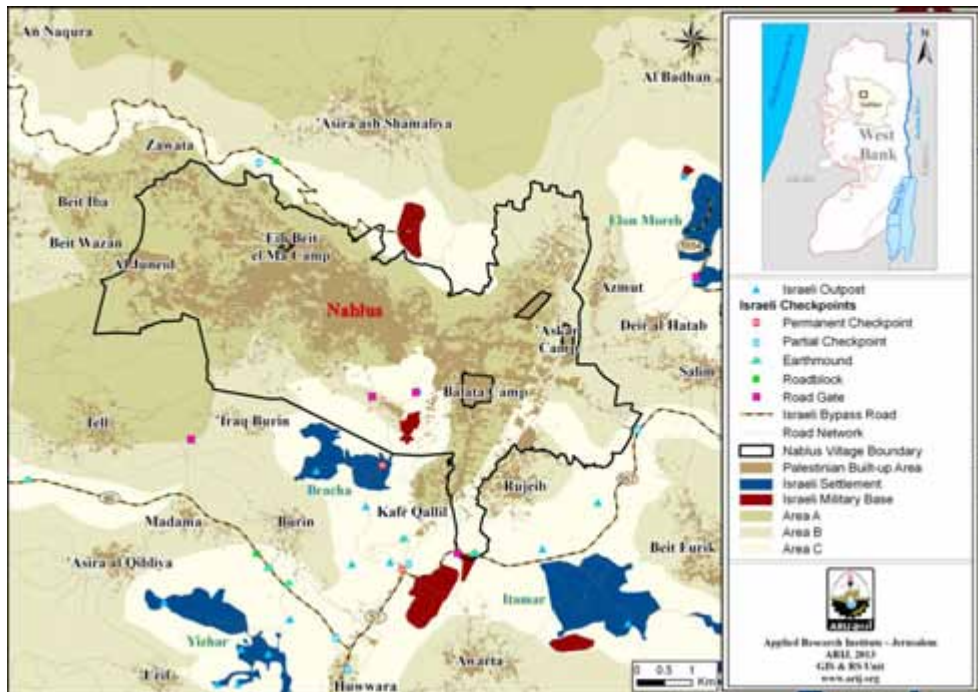 An Naqura
Al Badhan
'Asira ash Shamaliya
Zawata
Beit Iba
Beit Wazan
'Ein Beit
el Ma Camp
Al Juneid
Elon Moreh
Nablus
Azmut
'Askar
Camp
Deir al Hatab
Salim
Balata Camp
Tell
'Iraq Burin
Bracha
Rujeib
Kafr Qallil
Madama
Burin
'Asira al Qibliya
Beit Furik
Itamar
Yizhar
Urif
Huwwara
Awarta
0 0.5 1
Km
N
West
Bank
Israeli Outpost
Israeli Checkpoints
Permanent Checkpoint
Partial Checkpoint
Earthmound
Roadblock
Road Gate
Israeli Bypass Road
Road Network
Nablus Village Boundary
Palestinian Built-up Area
Israeli Settlement
Israeli Military Base
Area A
Area B
Area C
Applied Research Institute - Jerusalem
ARIJ, 2013
GIS & RS Unit
www.arij.org